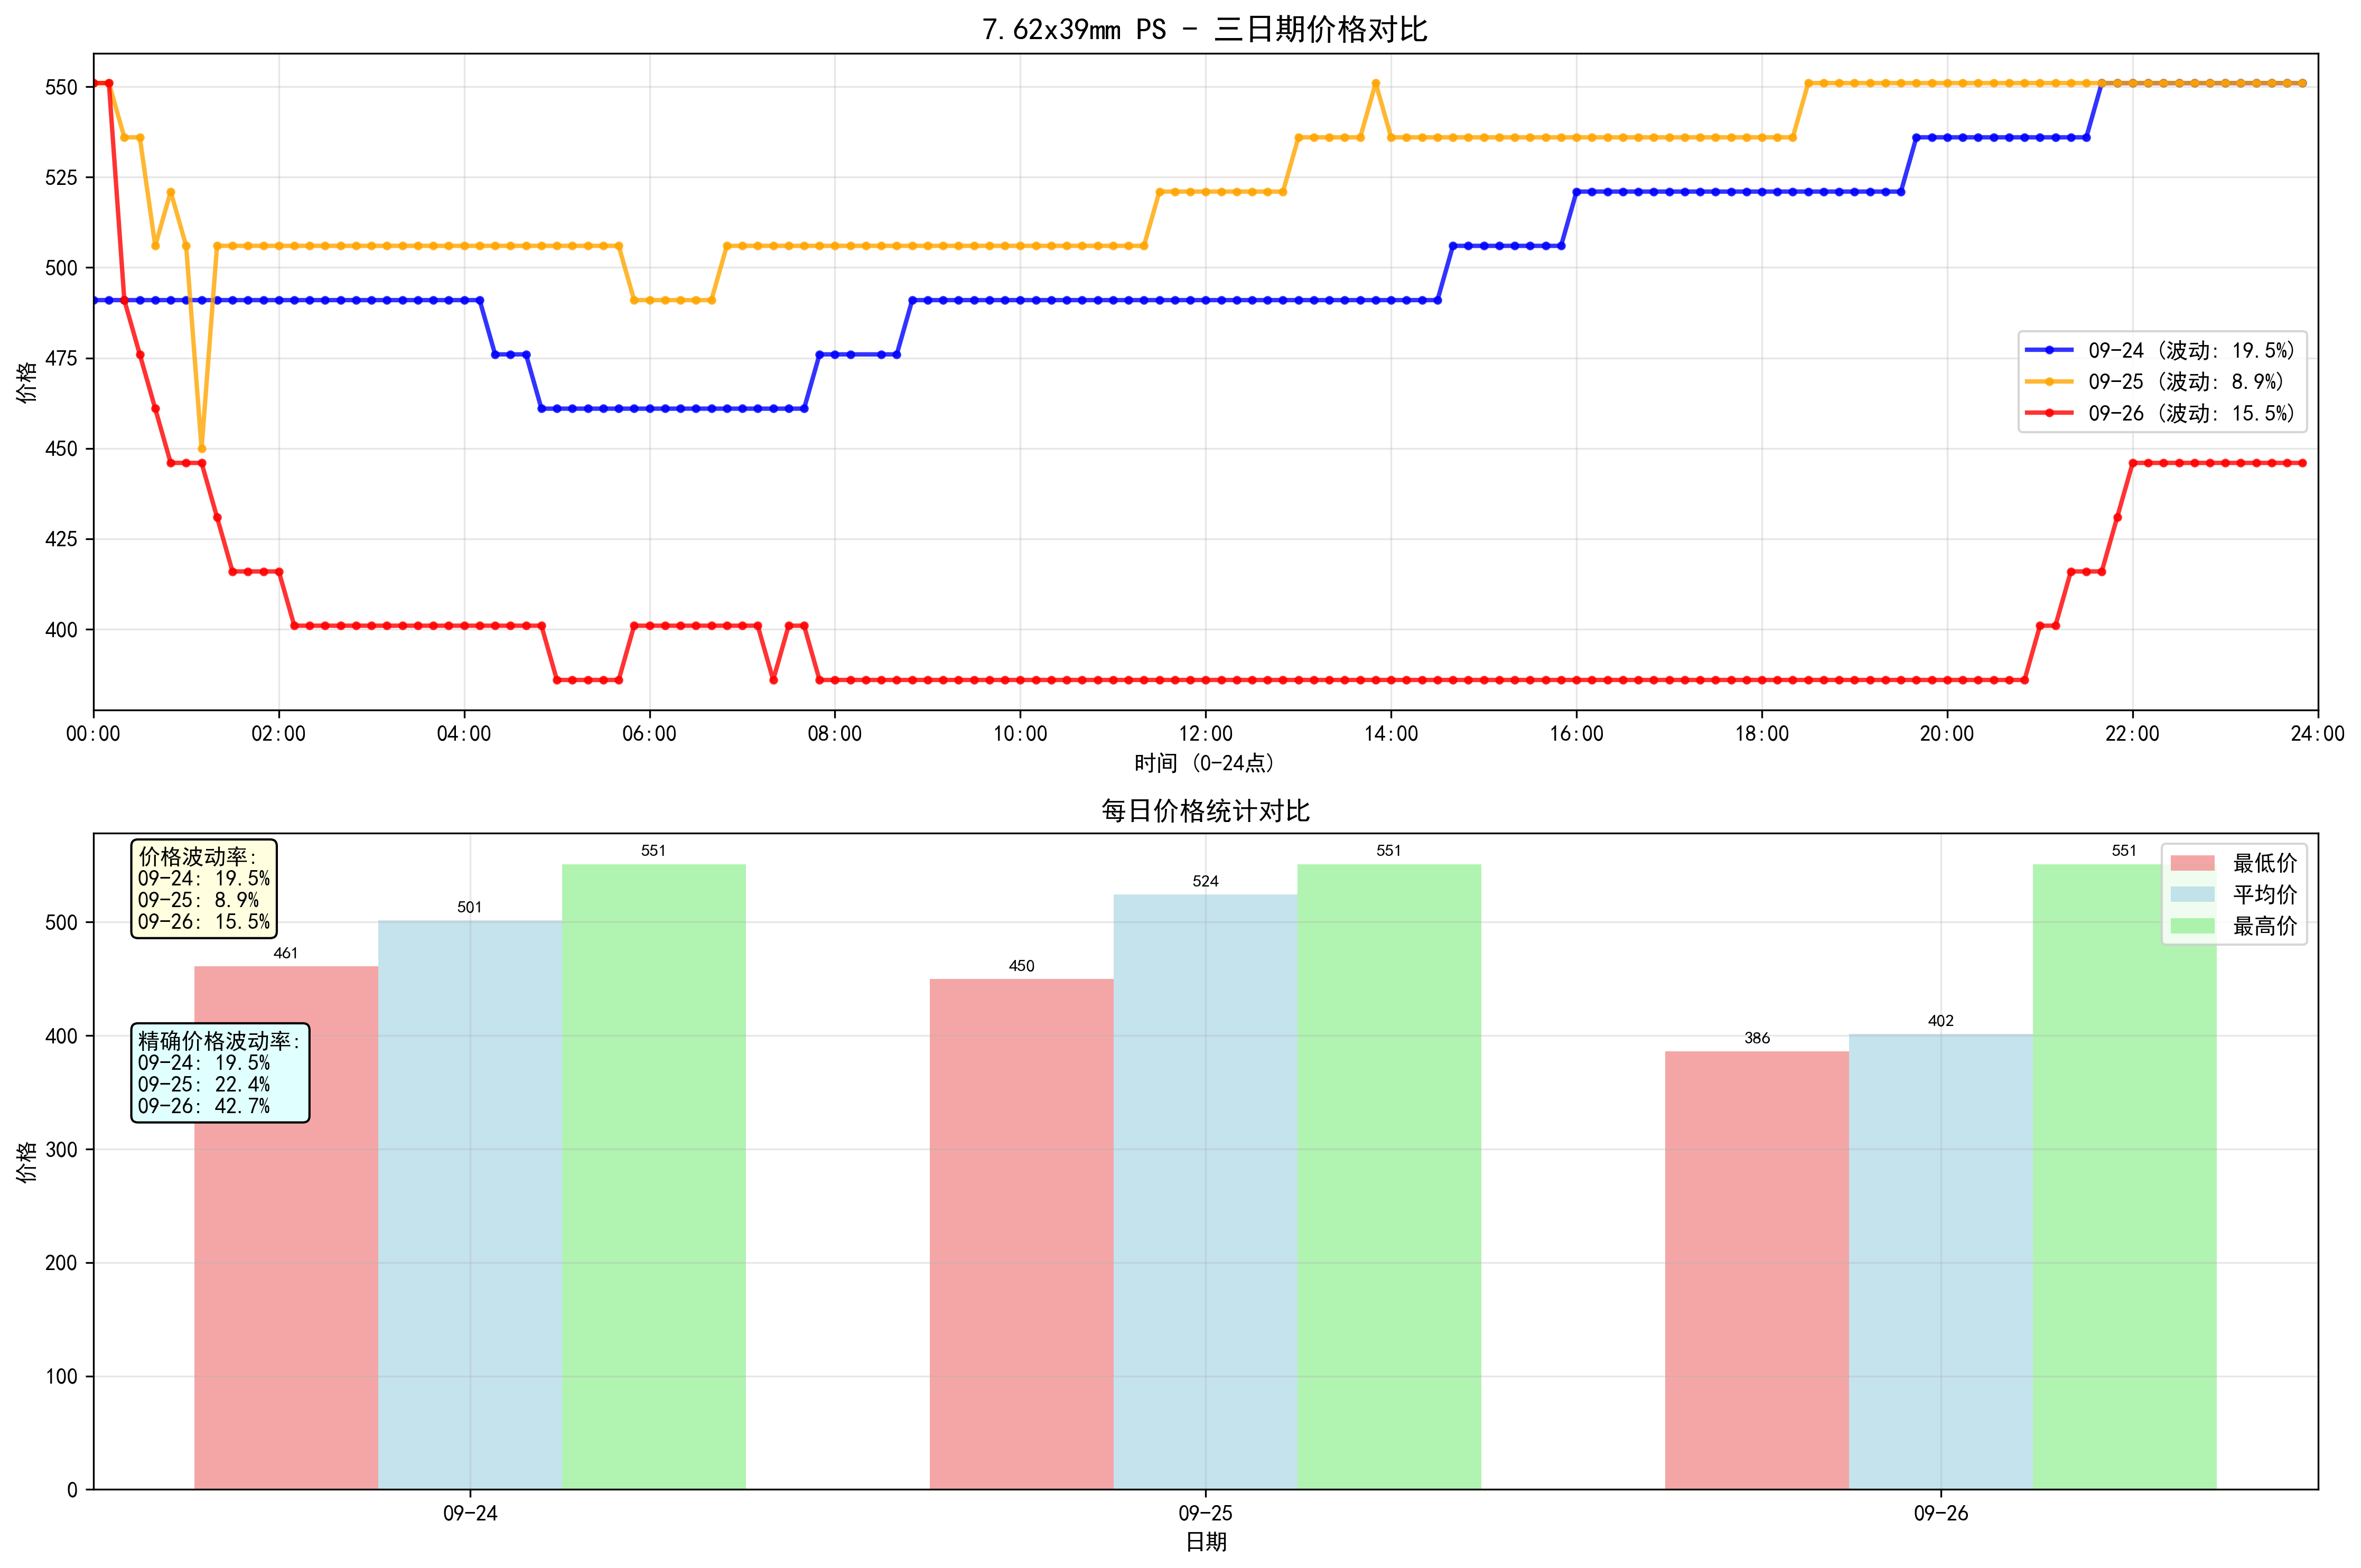 7.62x39mm PS - 三日期价格对比
价格
550
525
500
475
450
425
400
09-24 (波动: 19.5%)
09-25 (波动: 8.9%)
09-26 (波动: 15.5%)
00:00 02:00 04:00 06:00 08:00 10:00 12:00 14:00 16:00 18:00 20:00 22:00 24:00
时间 (0-24点)
每日价格统计对比
价格
500
400
300
200
100
0
价格波动率:
09-24: 19.5%
09-25: 8.9%
09-26: 15.5%
精确价格波动率:
09-24: 19.5%
09-25: 22.4%
09-26: 42.7%
461 501 551
450 524 551
386 402 551
最低价
平均价
最高价
09-24 09-25 09-26
日期